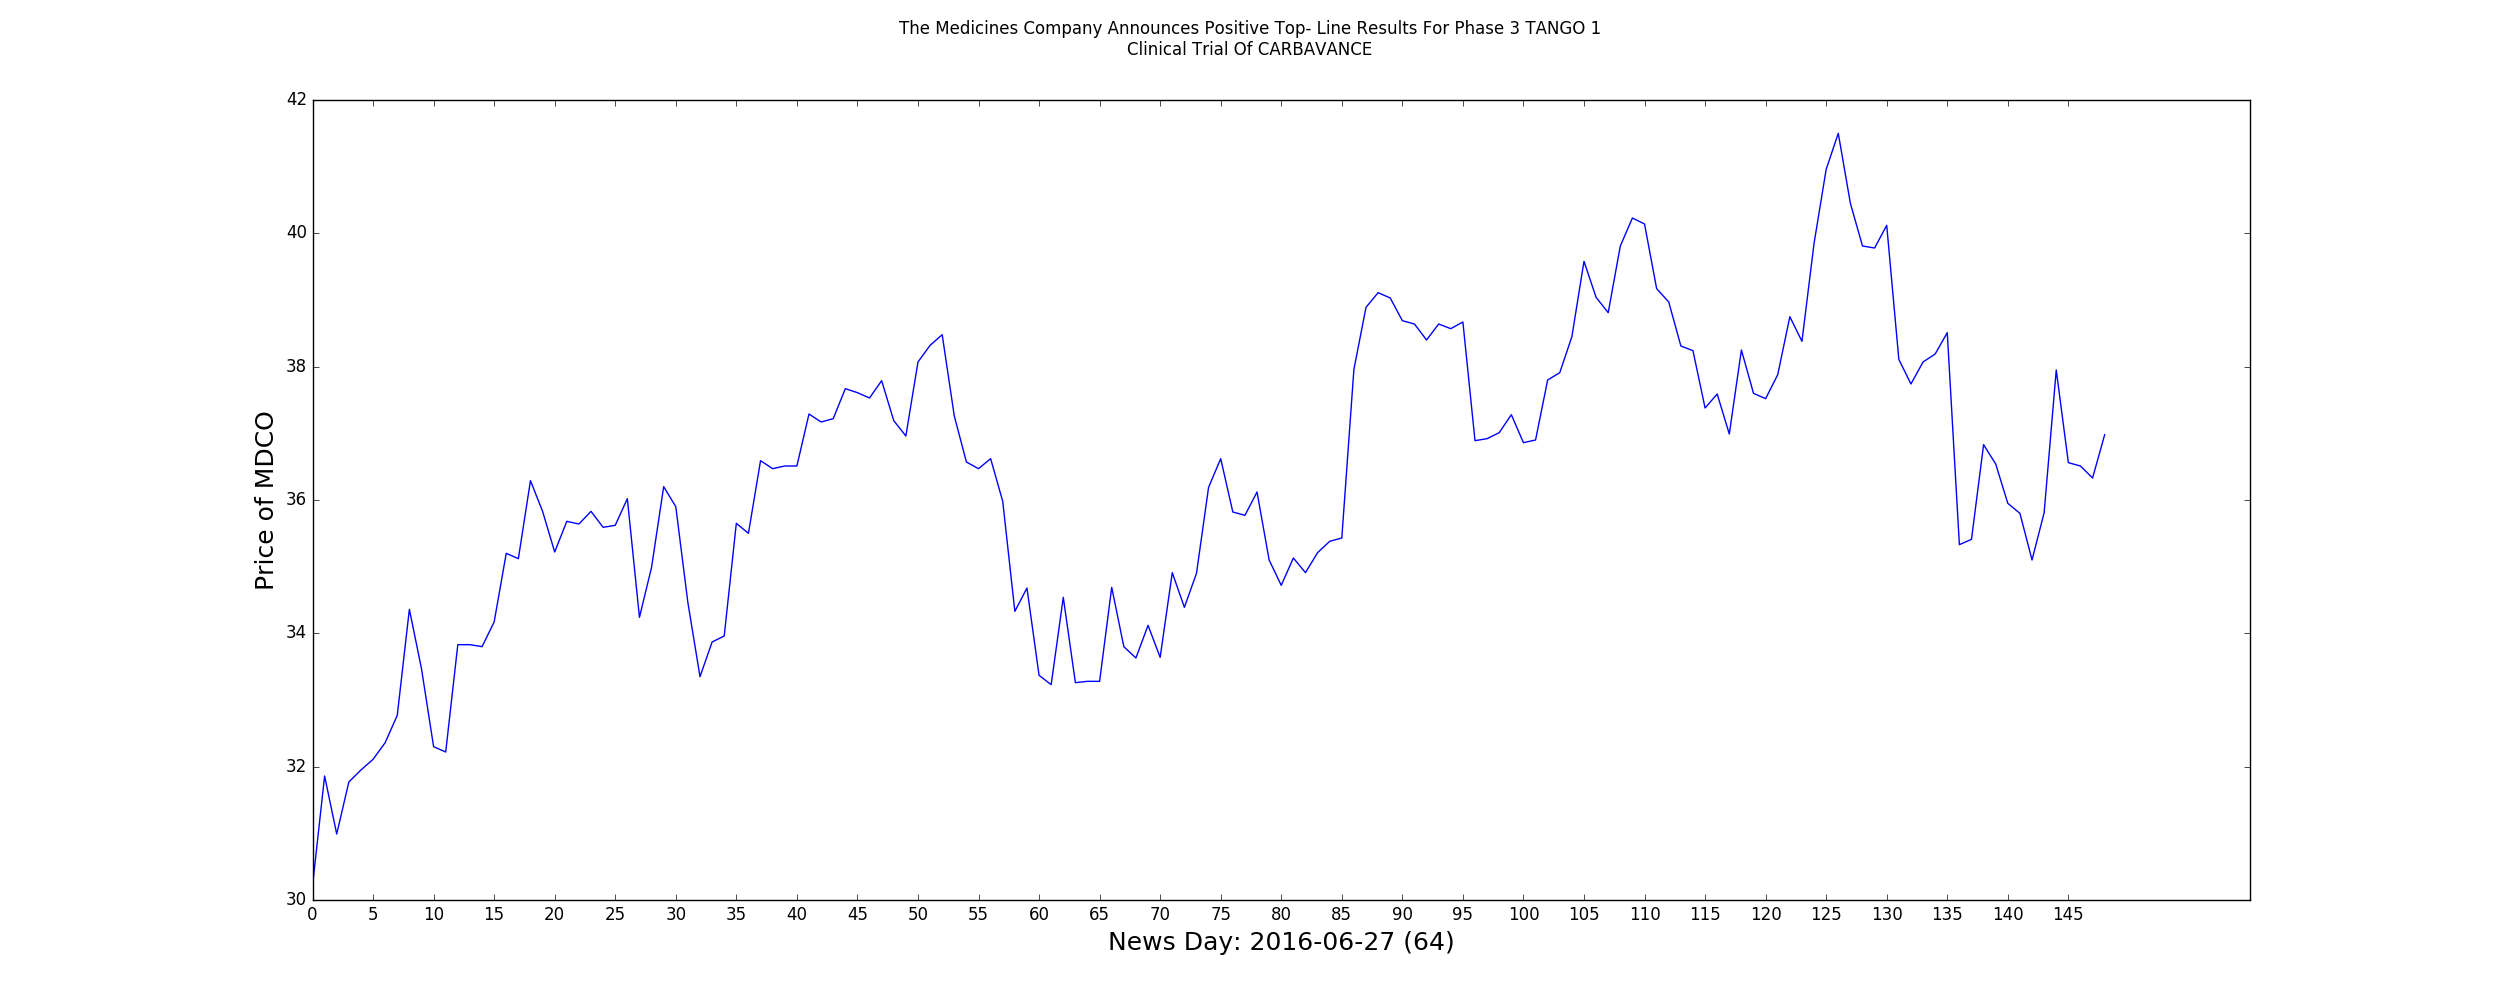 The Medicines Company Announces Positive Top- Line Results For Phase 3 TANGO 1
Clinical Trial Of CARBAVANCE
42
40
38
36
34
32
30
Price of MDCO
0 5 10 15 20 25 30 35 40 45 50 55 60 65 70 75 80 85 90 95 100 105 110 115 120 125 130 135 140 145
News Day: 2016-06-27 (64)